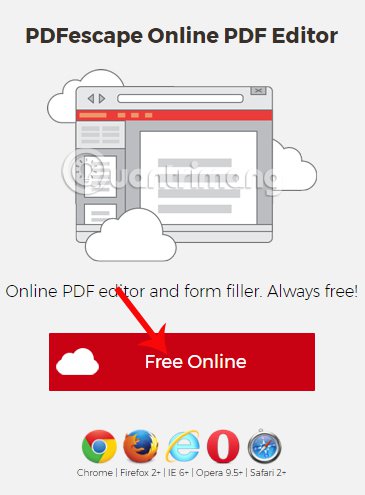 PDFescape Online PDF Editor
Quantrimang
Online PDF editor and form filler. Always free!
Free Online
Chrome | Firefox 2+ | IE 6+ | Opera 9.5+ | Safari 2+